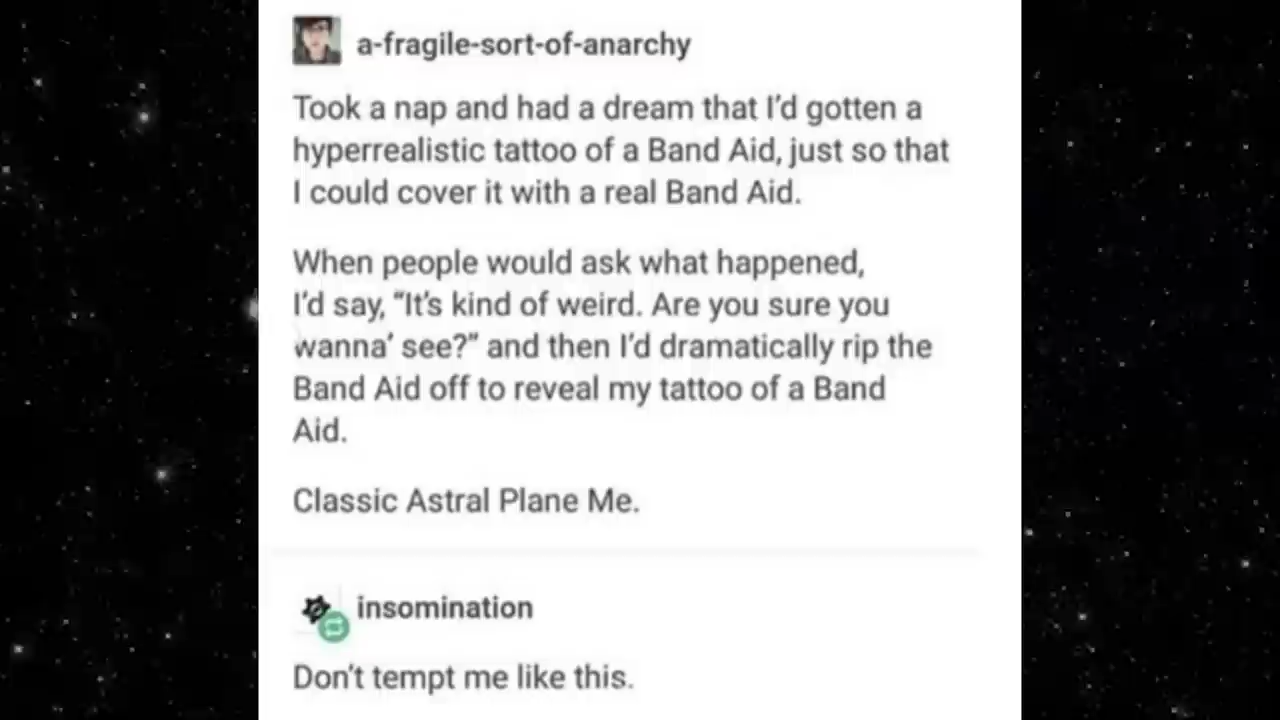 a-fragile-sort-of-anarchy
Took a nap and had a dream that I'd gotten a
hyperrealistic tattoo of a Band Aid, just so that
I could cover it with a real Band Aid.
When people would ask what happened,
I'd say, “It's kind of weird. Are you sure you
wanna’ see?” and then I'd dramatically rip the
Band Aid off to reveal my tattoo of a Band
Aid.
Classic Astral Plane Me.
insomination
Don't tempt me like this.